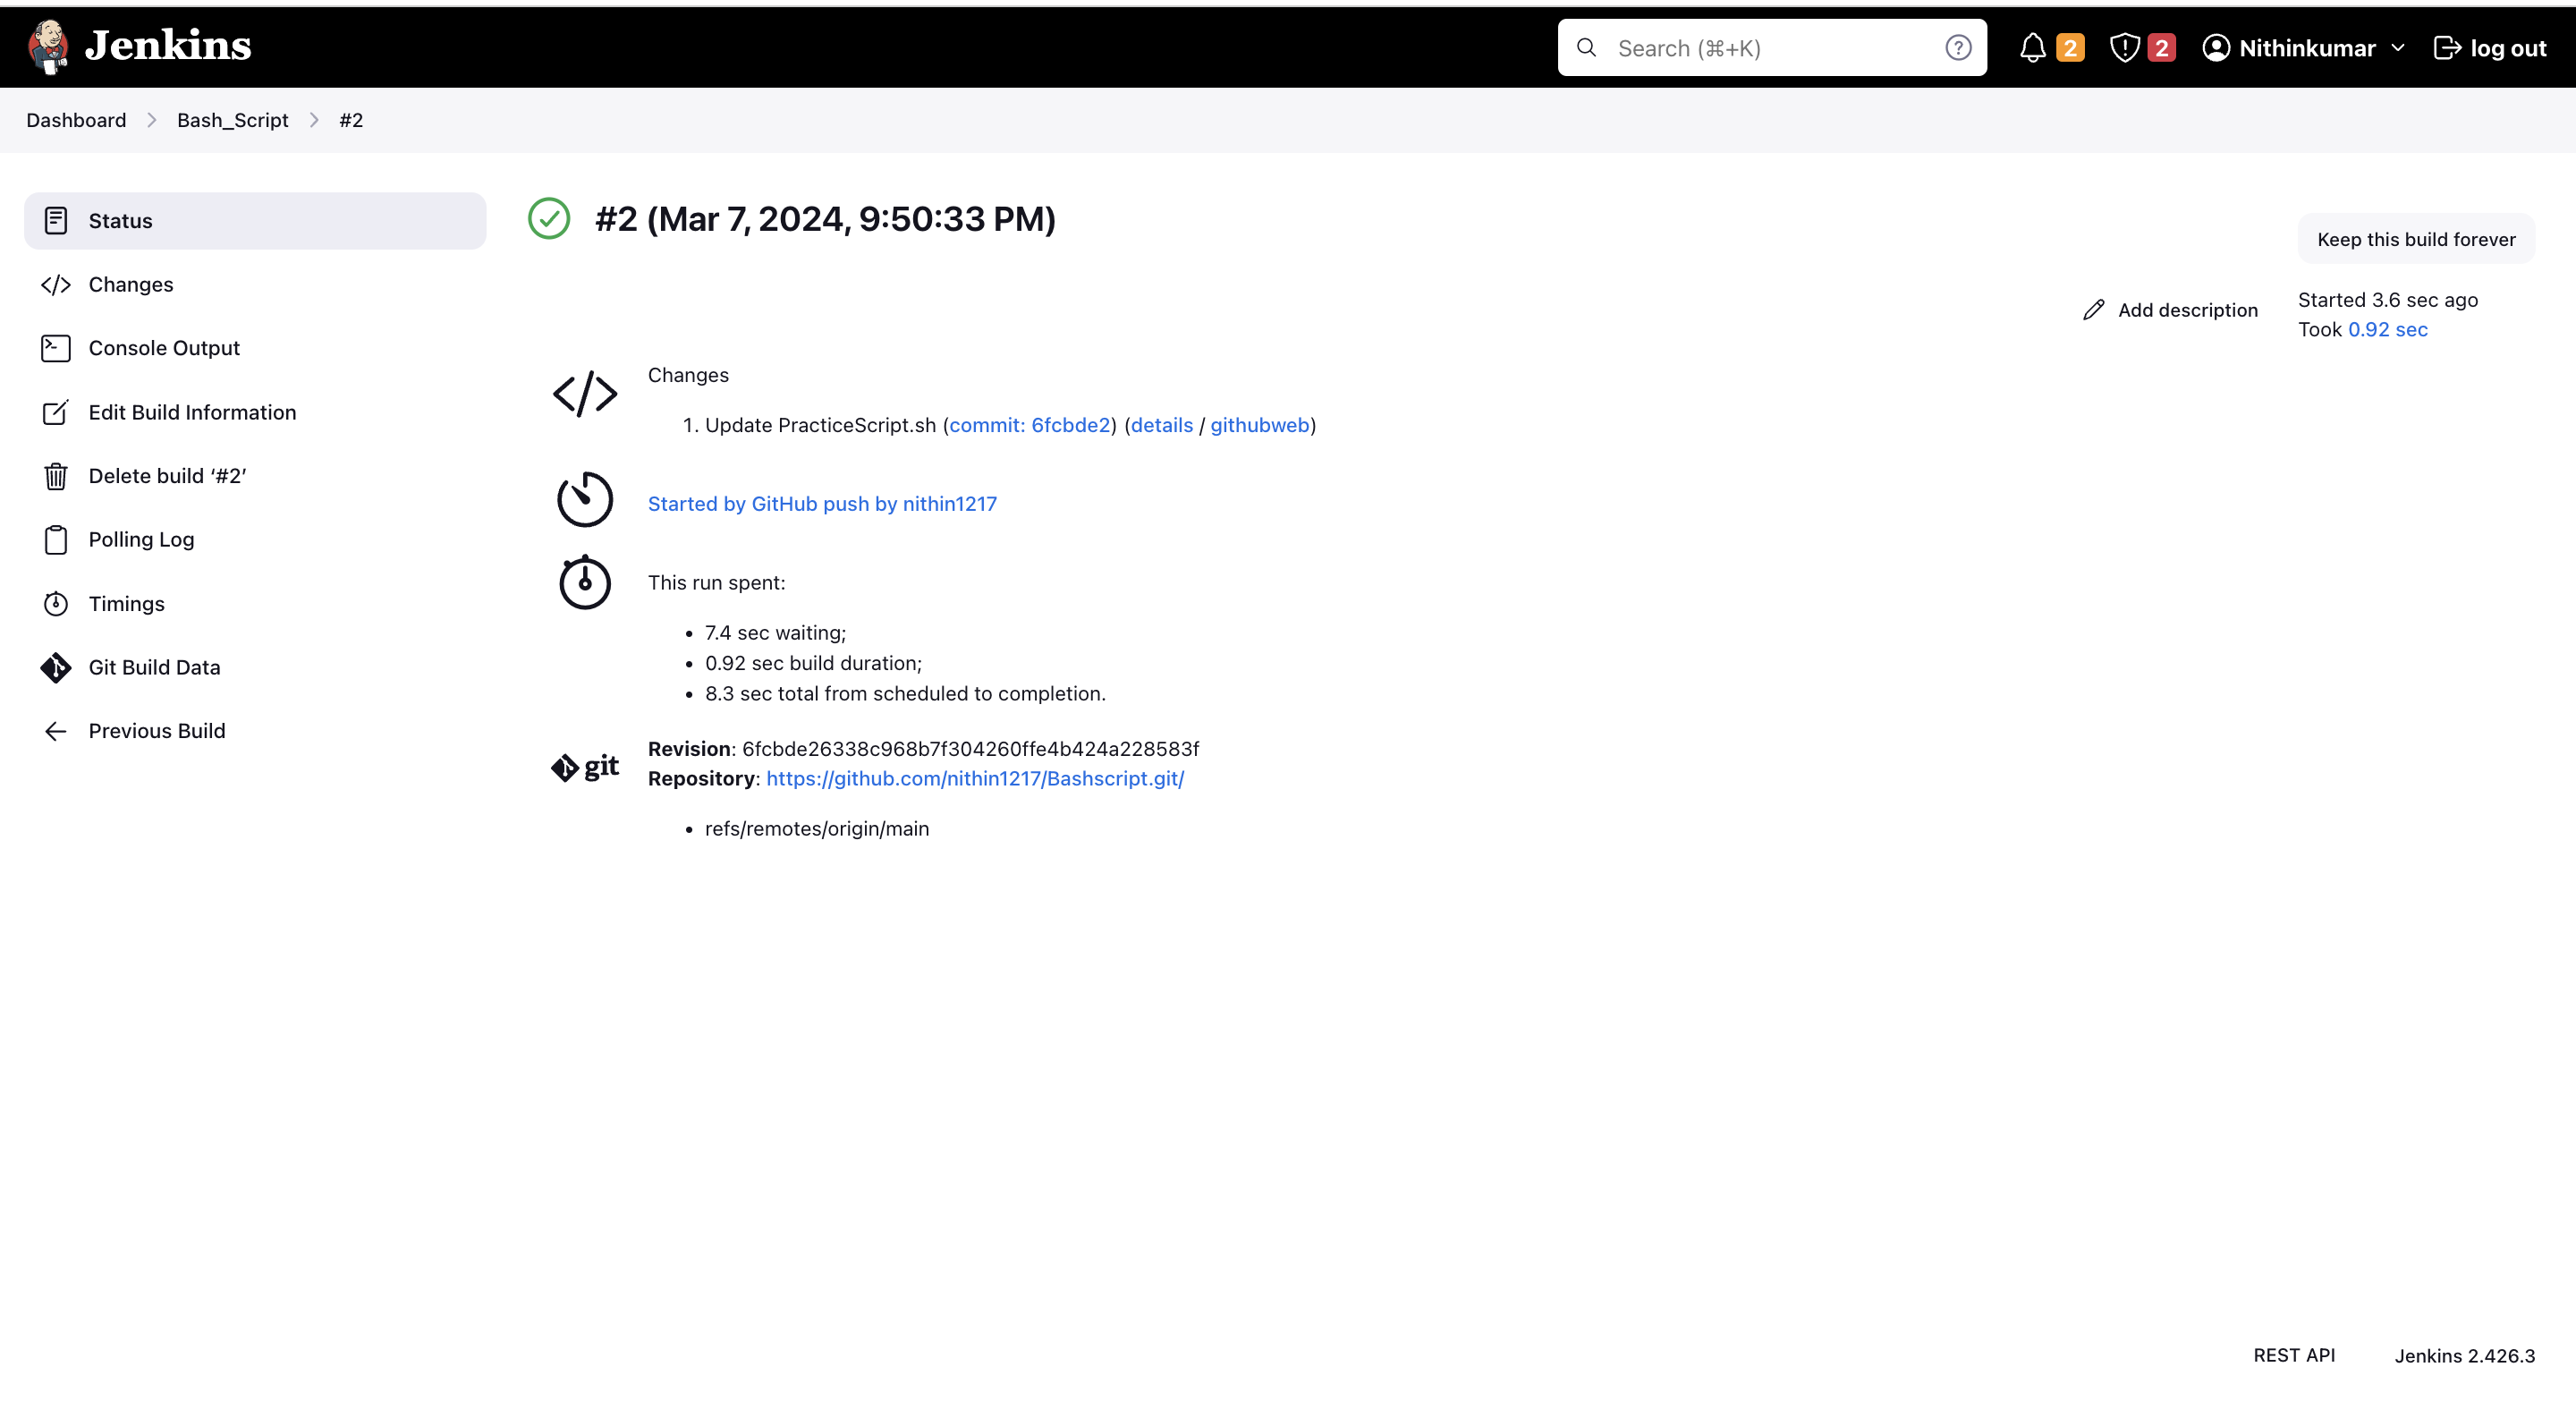 Jenkins
Search (⌘+K)
2
2
Nithinkumar
log out
Dashboard
Bash_Script
#2
Status
Changes
Console Output
Edit Build Information
Delete build ‘#2’
Polling Log
Timings
Git Build Data
Previous Build
#2 (Mar 7, 2024, 9:50:33 PM)
Keep this build forever
Add description
Started 3.6 sec ago
Took 0.92 sec
Changes
1. Update PracticeScript.sh (commit: 6fcbde2) (details / githubweb)
Started by GitHub push by nithin1217
This run spent:
• 7.4 sec waiting;
• 0.92 sec build duration;
• 8.3 sec total from scheduled to completion.
git
Revision: 6fcbde26338c968b7f304260ffe4b424a228583f
Repository: https://github.com/nithin1217/Bashscript.git/
• refs/remotes/origin/main
REST API
Jenkins 2.426.3